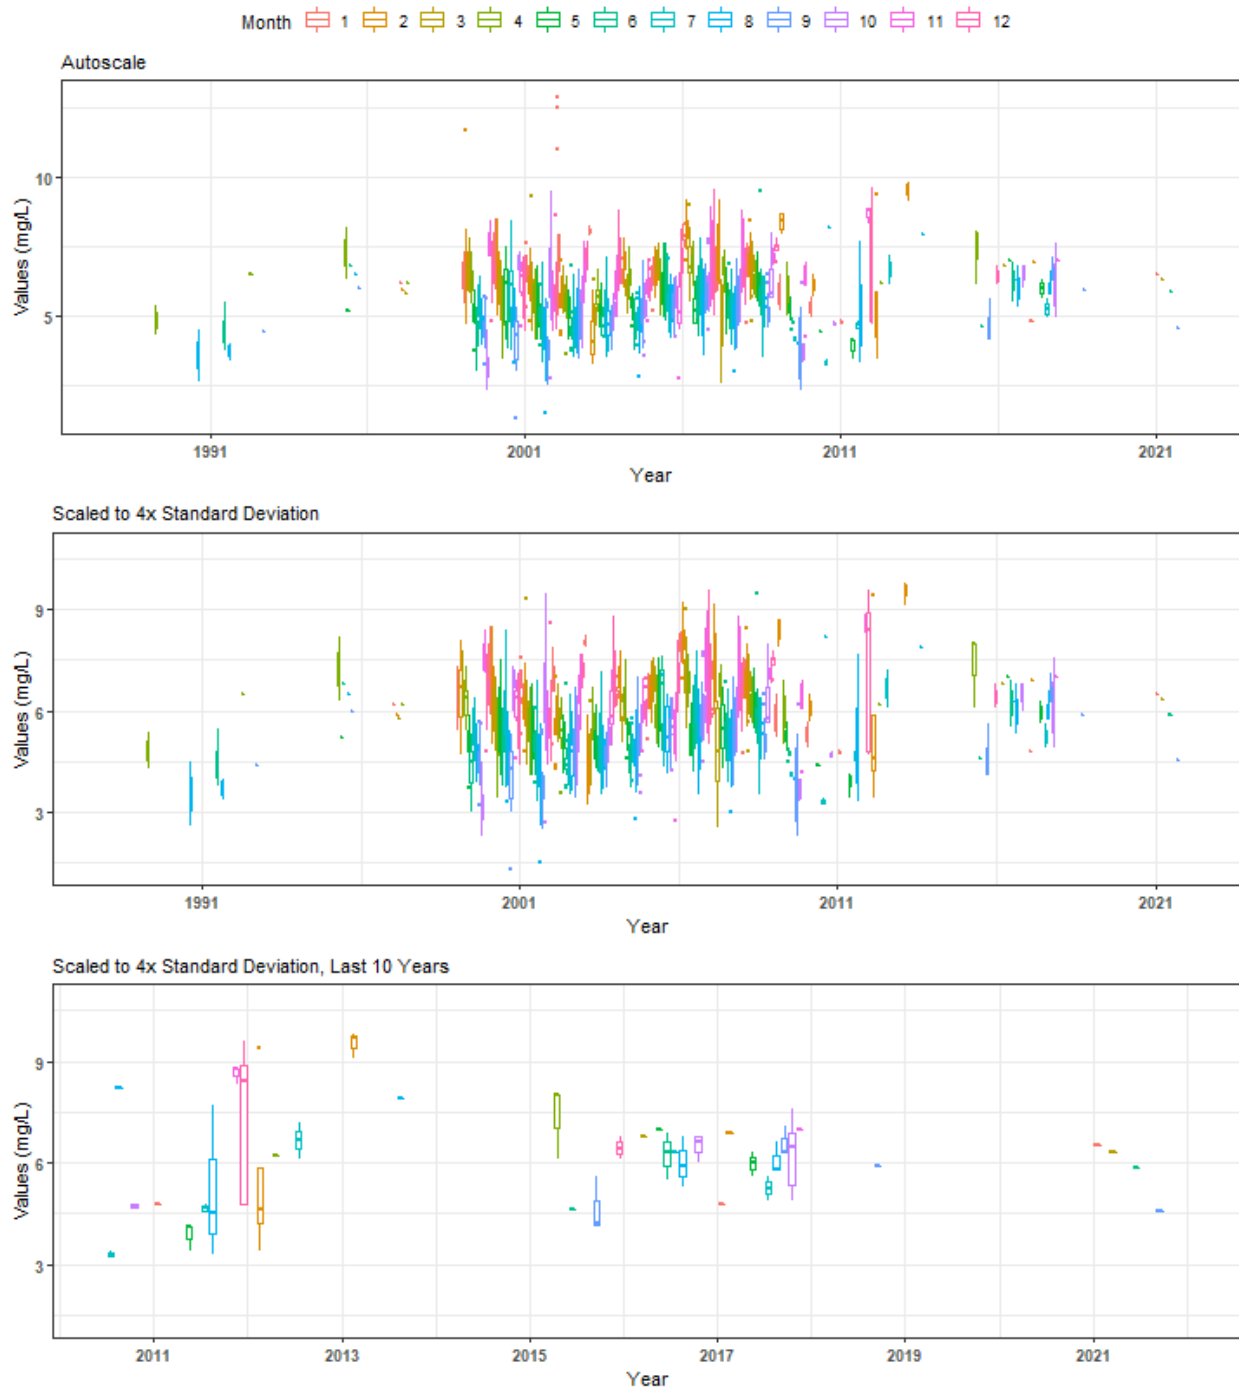 Month 1 2 3 4 5 6 7 8 9 10 11 12
Autoscale
Values (mg/L)
10
5
1991 2001 2011 2021
Year
Scaled to 4x Standard Deviation
Values (mg/L)
9
6
3
1991 2001 2011 2021
Year
Scaled to 4x Standard Deviation, Last 10 Years
Values (mg/L)
9
6
3
2011 2013 2015 2017 2019 2021
Year